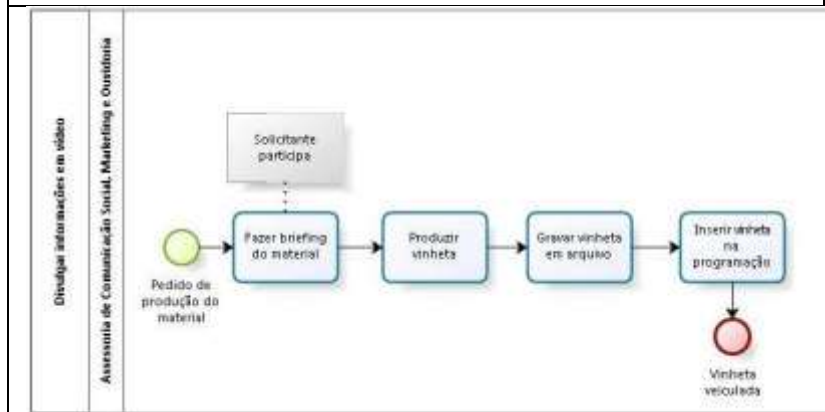 Divulgar informações em vídeo
Assessoria de Comunicação Social, Marketing e Ouvidoria
Solicitante
participa
Pedido de
produção do
material
Fazer briefing
do material
Produzir
vinheta
Gravar vinheta
em arquivo
Inserir vinheta
na
programação
Vinheta
veiculada